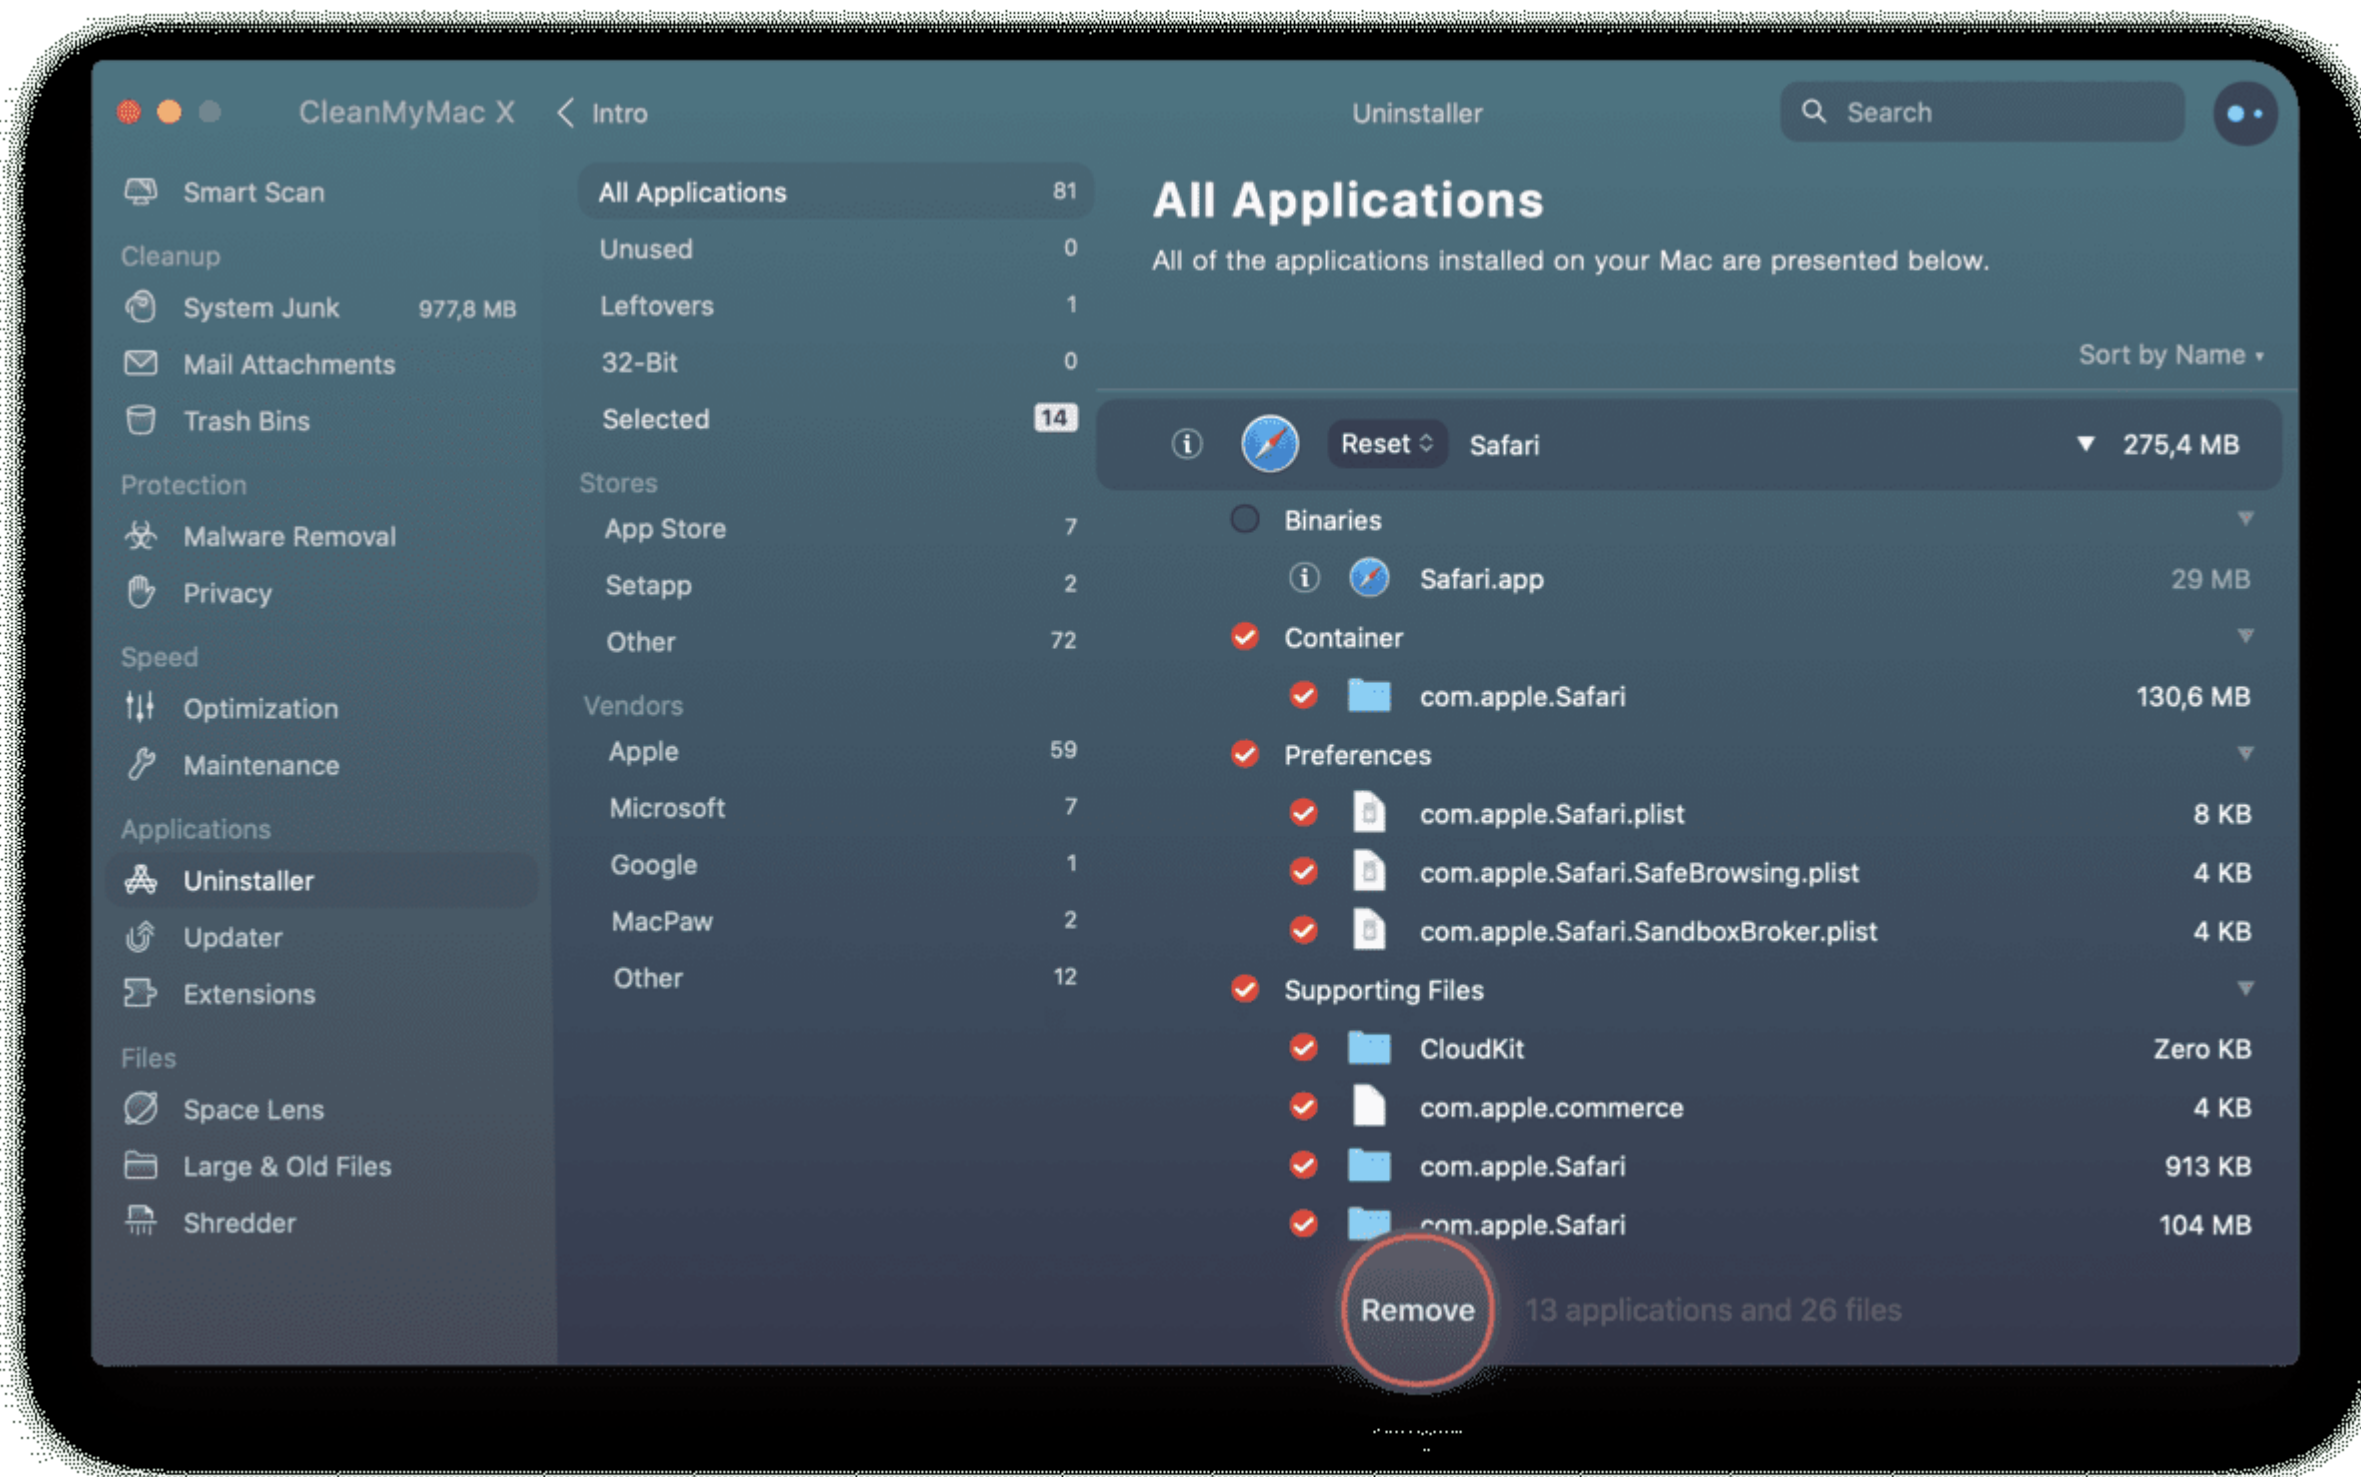 CleanMyMac X
Smart Scan
Cleanup
System Junk 977,8 MB
Mail Attachments
Trash Bins
Protection
Malware Removal
Privacy
Speed
Optimization
Maintenance
Applications
Uninstaller
Updater
Extensions
Files
Space Lens
Large & Old Files
Shredder
Intro
All Applications 81
Unused 0
Leftovers 1
32-Bit 0
Selected 14
Stores
App Store 7
Setapp 2
Other 72
Vendors
Apple 59
Microsoft 7
Google 1
MacPaw 2
Other 12
Uninstaller
Search
All Applications
All of the applications installed on your Mac are presented below.
Sort by Name
Reset Safari 275,4 MB
Binaries
Safari.app 29 MB
Container
com.apple.Safari 130,6 MB
Preferences
com.apple.Safari.plist 8 KB
com.apple.Safari.SafeBrowsing.plist 4 KB
com.apple.Safari.SandboxBroker.plist 4 KB
Supporting Files
CloudKit Zero KB
com.apple.commerce 4 KB
com.apple.Safari 913 KB
com.apple.Safari 104 MB
Remove 13 applications and 26 files